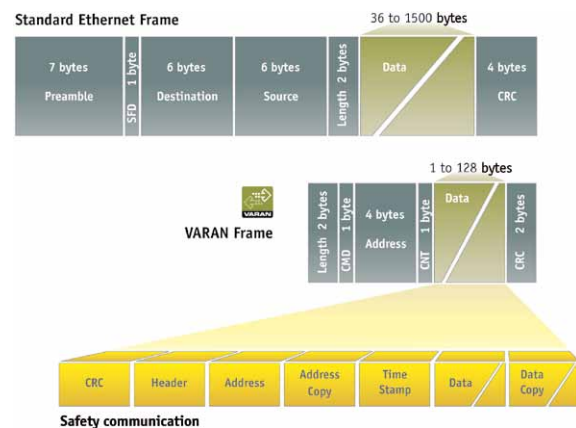 Standard Ethernet Frame
36 to 1500 bytes
7 bytes
Preamble
SFD 1 byte
6 bytes
Destination
6 bytes
Source
Length 2 bytes
Data
4 bytes
CRC
1 to 128 bytes
VARAN
VARAN Frame
Length 2 bytes
CMD 1 byte
4 bytes
Address
CNT 1 byte
Data
CRC 2 bytes
CRC
Header
Address
Address
Copy
Time
Stamp
Data
Data
Copy
Safety communication